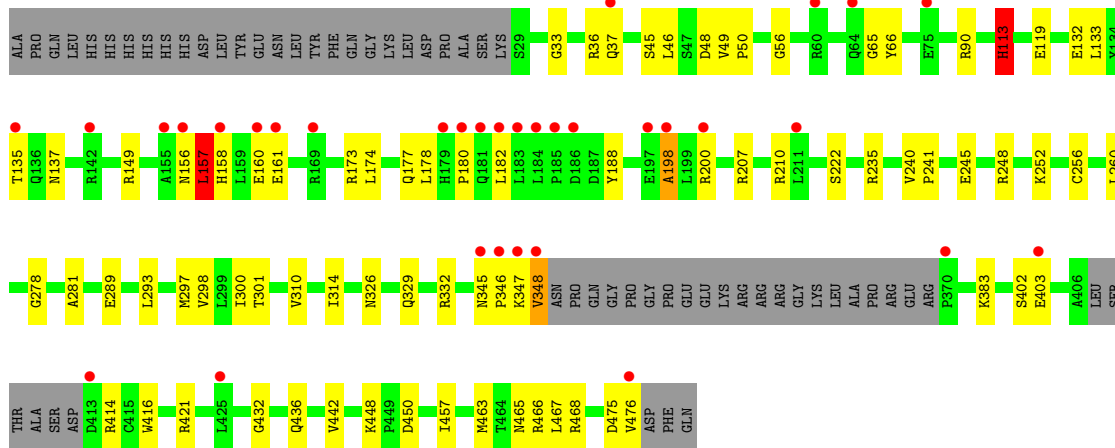 ALA PRO GLN LEU HIS HIS HIS HIS HIS HIS ASP LEU TYR GLU ASN LEU TYR PHE GLN GLY LYS LEU ASP PRO ALA SER LYS S29 G33 R36 Q37 S45 L46 S47 D48 V49 P50 G56 R60 Q64 G65 Y66 E75 R90 H113 E119 E132 L133 Y134
T135 Q136 N137 R142 R149 A155 N156 L157 H158 L159 E160 E161 R169 R173 L174 Q177 L178 H179 P180 Q181 L182 L183 L184 P185 D186 D187 Y188 E197 A198 L199 R200 R207 R210 L211 S222 R235 V240 P241 E245 R248 K252 C256 L260
G278 A281 E289 L293 M297 V298 L299 I300 T301 V310 I314 N326 Q329 R332 N345 P346 K347 V348 ASN PRO GLN GLY PRO GLY PRO GLU GLU LYS ARG ARG ARG GLY LYS LEU ALA PRO ARG GLU ARG P370 K383 S402 E403 A406 LEU SER
THR ALA SER ASP D413 R414 C415 W416 R421 L425 G432 Q436 V442 K448 P449 D450 I457 M463 T464 N465 R466 L467 R468 D475 V476 ASP PHE GLN